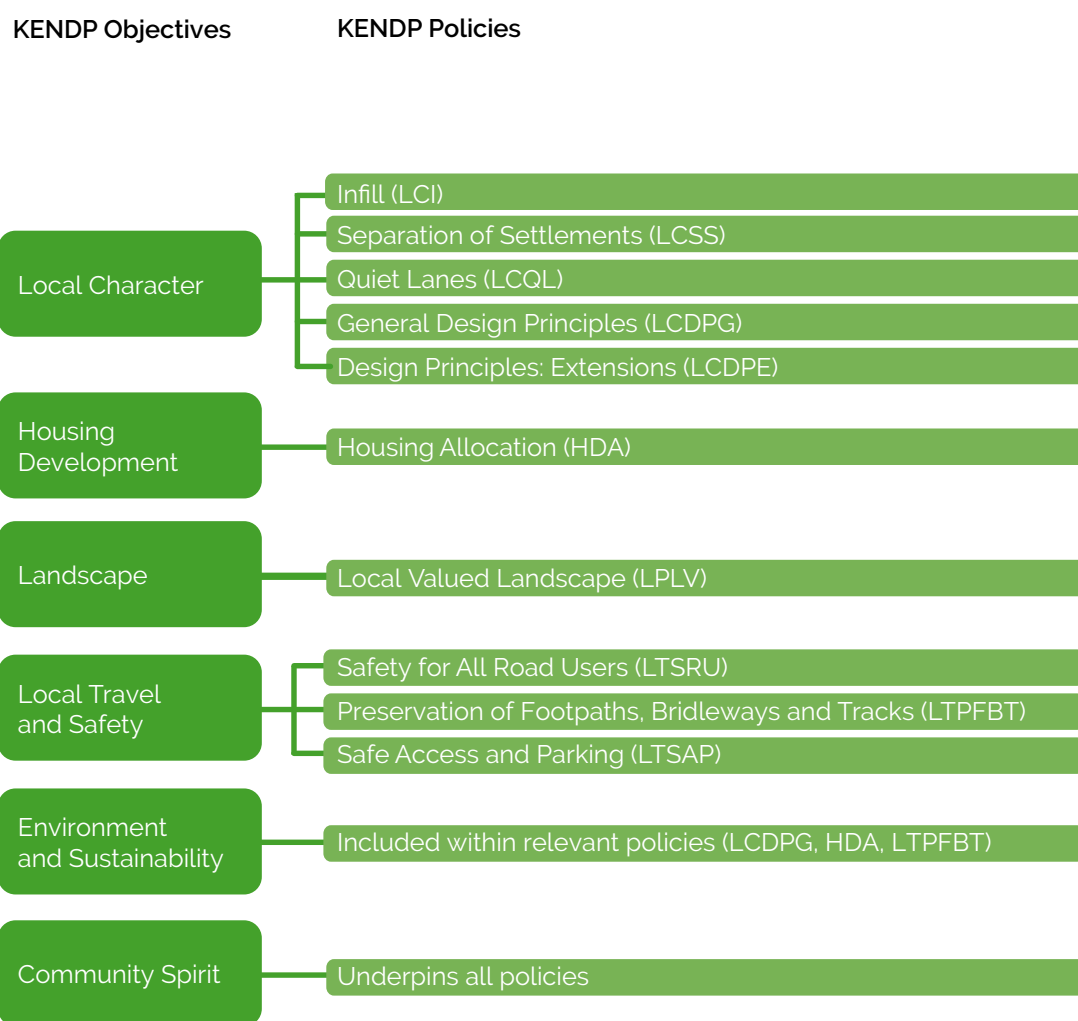 KENDP Objectives
KENDP Policies
Local Character
Infill (LCI)
Separation of Settlements (LCSS)
Quiet Lanes (LCQL)
General Design Principles (LCDPG)
Design Principles: Extensions (LCDPE)
Housing
Development
Housing Allocation (HDA)
Landscape
Local Valued Landscape (LPLV)
Local Travel
and Safety
Safety for All Road Users (LTSRU)
Preservation of Footpaths, Bridleways and Tracks (LTPFBT)
Safe Access and Parking (LTSAP)
Environment
and Sustainability
Included within relevant policies (LCDPG, HDA, LTPFBT)
Community Spirit
Underpins all policies